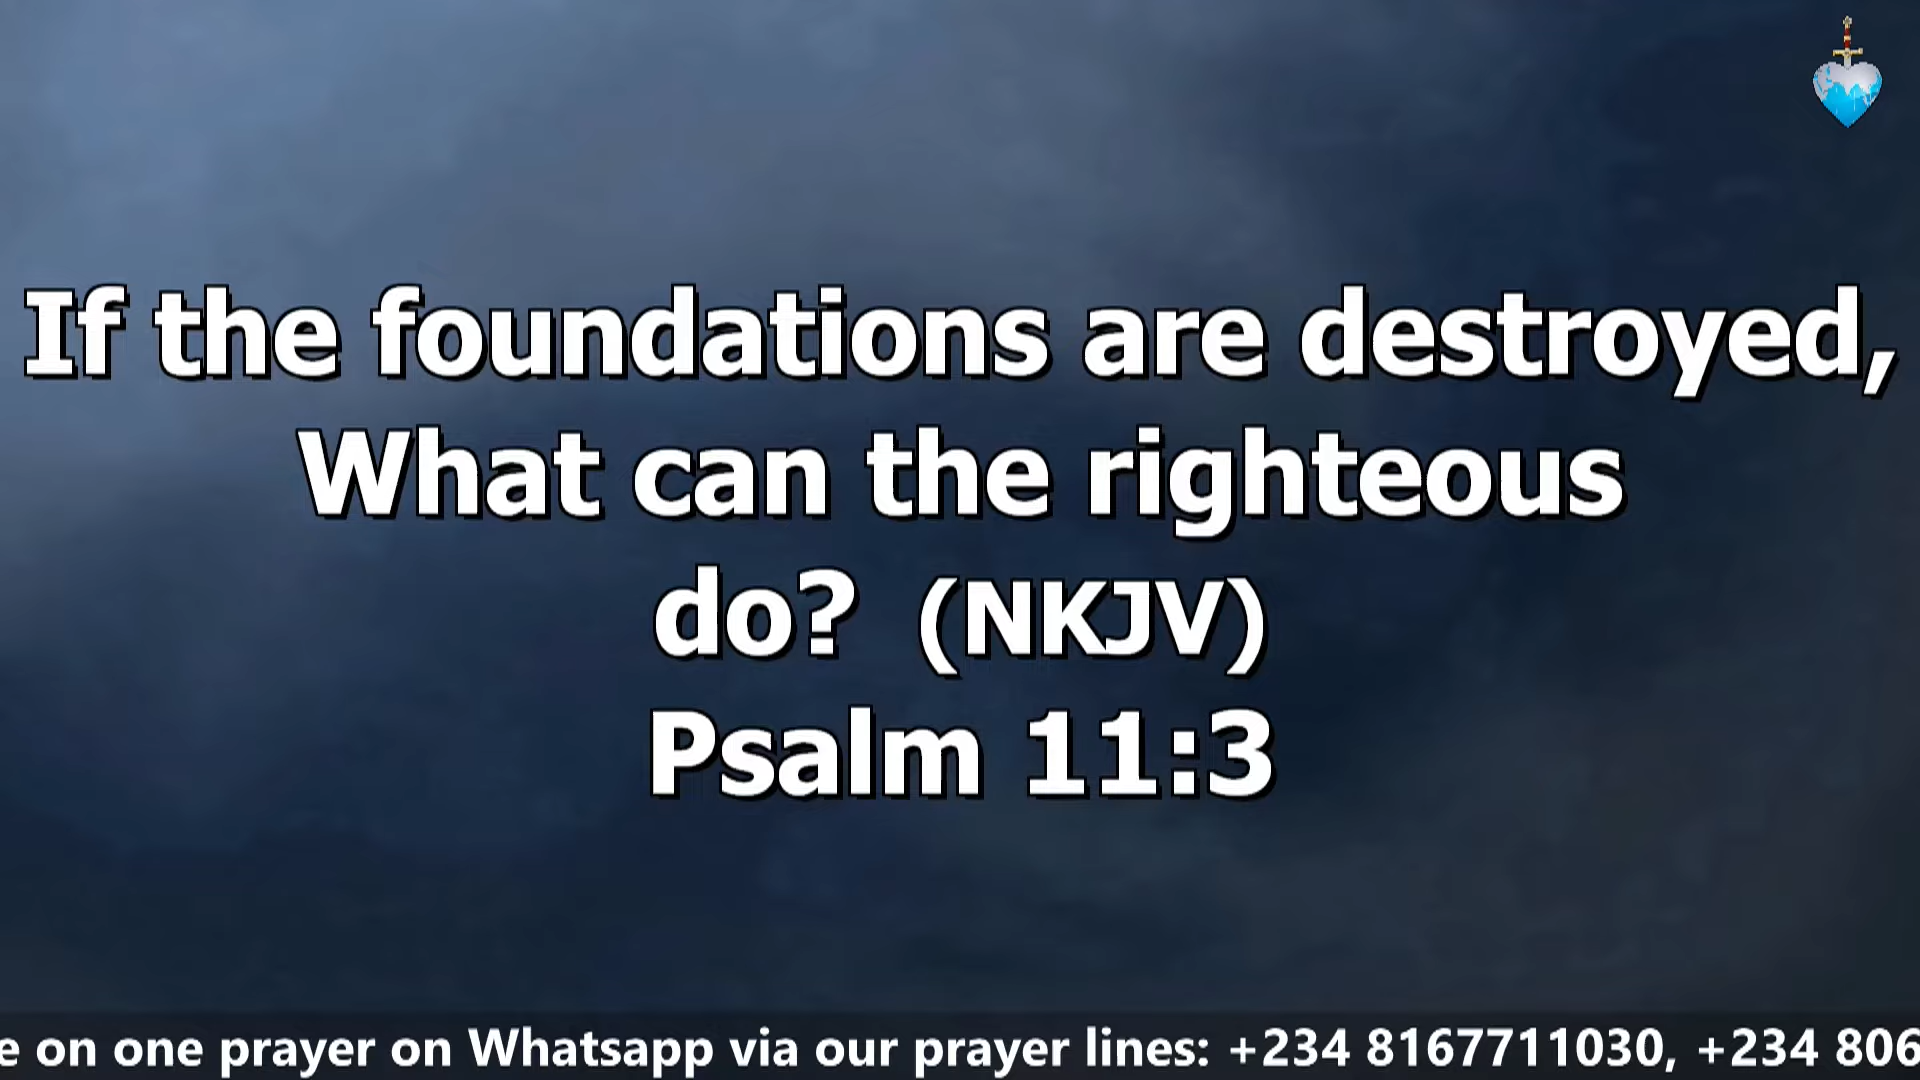 If the foundations are destroyed,
What can the righteous
do? (NKJV)
Psalm 11:3
on one prayer on Whatsapp via our prayer lines: +234 8167711030, +234